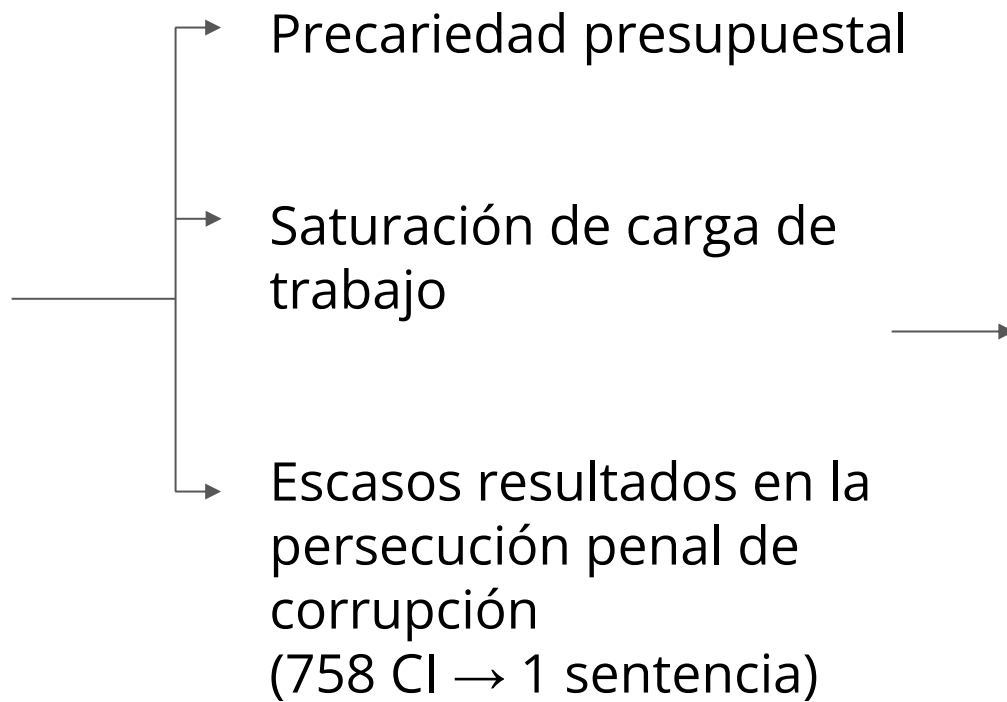 Precariedad presupuestal
Saturación de carga de
trabajo
Escasos resultados en la
persecución penal de
corrupción
(758 CI → 1 sentencia)